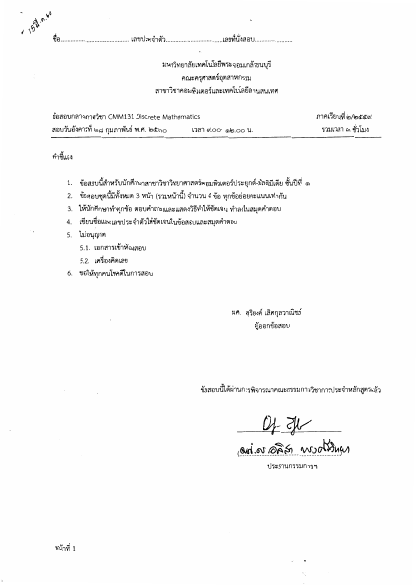 ชื่อ............................ เลขประจำตัว........................เลขที่นั่งสอบ................
มหาวิทยาลัยเทคโนโลยีพระจอมเกล้าธนบุรี
คณะครุศาสตร์อุตสาหกรรม
สาขาวิชาคอมพิวเตอร์และเทคโนโลยีสารสนเทศ
ข้อสอบกลางภาควิชา CMM131 Discrete Mathematics ภาคเรียนที่ ๒/๒๕๕๙
สอบวันอังคารที่ ๒๘ กุมภาพันธ์ พ.ศ. ๒๕๖๐ เวลา ๙.๐๐- ๑๒.๐๐ น. รวมเวลา ๓ ชั่วโมง
คำชี้แจง
1. ข้อสอบนี้สำหรับนักศึกษาสาขาวิชาวิทยาศาสตร์คอมพิวเตอร์ประยุกต์-มัลติมีเดีย ชั้นปีที่ ๑
2. ข้อสอบชุดนี้มีทั้งหมด 3 หน้า (รวมหน้านี้) จำนวน 4 ข้อ ทุกข้อย่อยคะแนนเท่ากัน
3. ให้นักศึกษาทำทุกข้อ ตอบคำถามและแสดงวิธีทำให้ชัดเจน ทำลงในสมุดคำตอบ
4. เขียนชื่อและเลขประจำตัวให้ชัดเจนในข้อสอบและสมุดคำตอบ
5. ไม่อนุญาต
5.1. เอกสารเข้าห้องสอบ
5.2. เครื่องคิดเลข
6. ขอให้ทุกคนโชคดีในการสอบ
ผศ. สุรีย์องค์ เลิศกุลวาณิชย์
ผู้ออกข้อสอบ
ข้อสอบนี้ได้ผ่านการพิจารณาคณะกรรมการวิชาการประจำหลักสูตรแล้ว
ประธานกรรมการฯ
หน้าที่ 1